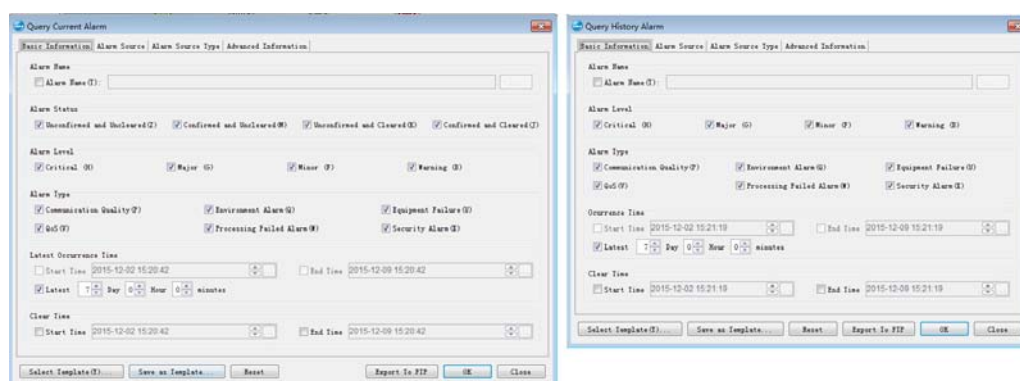 Query Current Alarm
Basic Information Alarm Source Alarm Source Type Advanced Information
Alarm Name
Alarm Name(T):
Alarm Status
Unconfirmed and Uncleared(Z) Confirmed and Uncleared(M) Unconfirmed and Cleared(K) Confirmed and Cleared(J)
Alarm Level
Critical (H) Major (G) Minor (F) Warning (D)
Alarm Type
Communication Quality(P) Environment Alarm(Q) Equipment Failure(U)
QoS(V) Processing Failed Alarm(W) Security Alarm(X)
Latest Occurrence Time
Start Time 2015-12-02 15:20:42 End Time 2015-12-09 15:20:42
Latest 7 Day 0 Hour 0 minutes
Clear Time
Start Time 2015-12-02 15:20:42 End Time 2015-12-09 15:20:42
Select Template(Y)... Save as Template... Reset Export To FTP OK Close
Query History Alarm
Basic Information Alarm Source Alarm Source Type Advanced Information
Alarm Name
Alarm Name(T):
Alarm Level
Critical (H) Major (G) Minor (F) Warning (D)
Alarm Type
Communication Quality(P) Environment Alarm(Q) Equipment Failure(U)
QoS(V) Processing Failed Alarm(W) Security Alarm(X)
Ocurrence Time
Start Time 2015-12-02 15:21:19 End Time 2015-12-09 15:21:19
Latest 7 Day 0 Hour 0 minutes
Clear Time
Start Time 2015-12-02 15:21:19 End Time 2015-12-09 15:21:19
Select Template(Y)... Save as Template... Reset Export To FTP OK Close